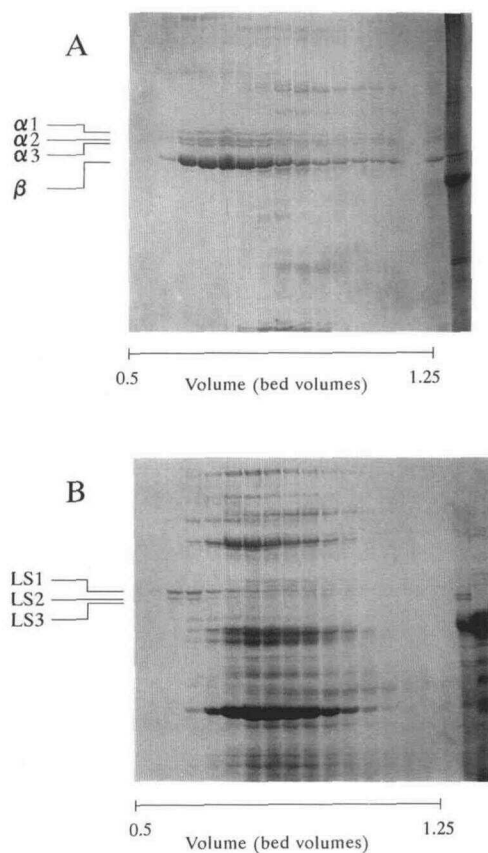 A
α1
α2
α3
β
0.5
Volume (bed volumes)
1.25
B
LS1
LS2
LS3
0.5
Volume (bed volumes)
1.25